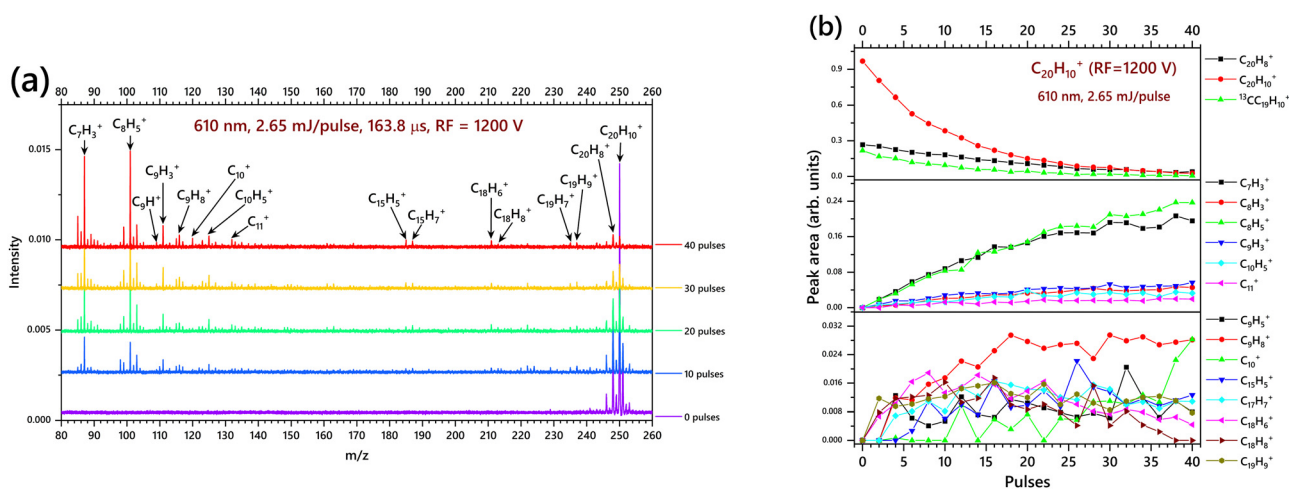 (a)
80 90 100 110 120 130 140 150 160 170 180 190 200 210 220 230 240 250 260
610 nm, 2.65 mJ/pulse, 163.8 μs, RF = 1200 V
C₇H₃⁺
C₈H₅⁺
C₉H⁺
C₉H₃⁺
C₉H₈⁺
C₁₀⁺
C₁₀H₅⁺
C₁₁⁺
C₁₅H₅⁺
C₁₅H₇⁺
C₁₈H₆⁺
C₁₈H₈⁺
C₁₉H₇⁺
C₁₉H₉⁺
C₂₀H₈⁺
C₂₀H₁₀⁺
Intensity
0.015
0.010
0.005
0.000
40 pulses
30 pulses
20 pulses
10 pulses
0 pulses
80 90 100 110 120 130 140 150 160 170 180 190 200 210 220 230 240 250 260
m/z
(b)
0 5 10 15 20 25 30 35 40
C₂₀H₁₀⁺ (RF=1200 V)
610 nm, 2.65 mJ/pulse
0.9
0.6
0.3
0.0
C₂₀H₈⁺
C₂₀H₁₀⁺
¹³CC₁₉H₁₀⁺
Peak area (arb. units)
0.24
0.16
0.08
0.00
C₇H₃⁺
C₈H₃⁺
C₈H₅⁺
C₉H₃⁺
C₁₀H₅⁺
C₁₁⁺
0.032
0.024
0.016
0.008
0.000
C₉H₅⁺
C₉H₈⁺
C₁₀⁺
C₁₅H₅⁺
C₁₇H₇⁺
C₁₈H₆⁺
C₁₈H₈⁺
C₁₉H₉⁺
0 5 10 15 20 25 30 35 40
Pulses